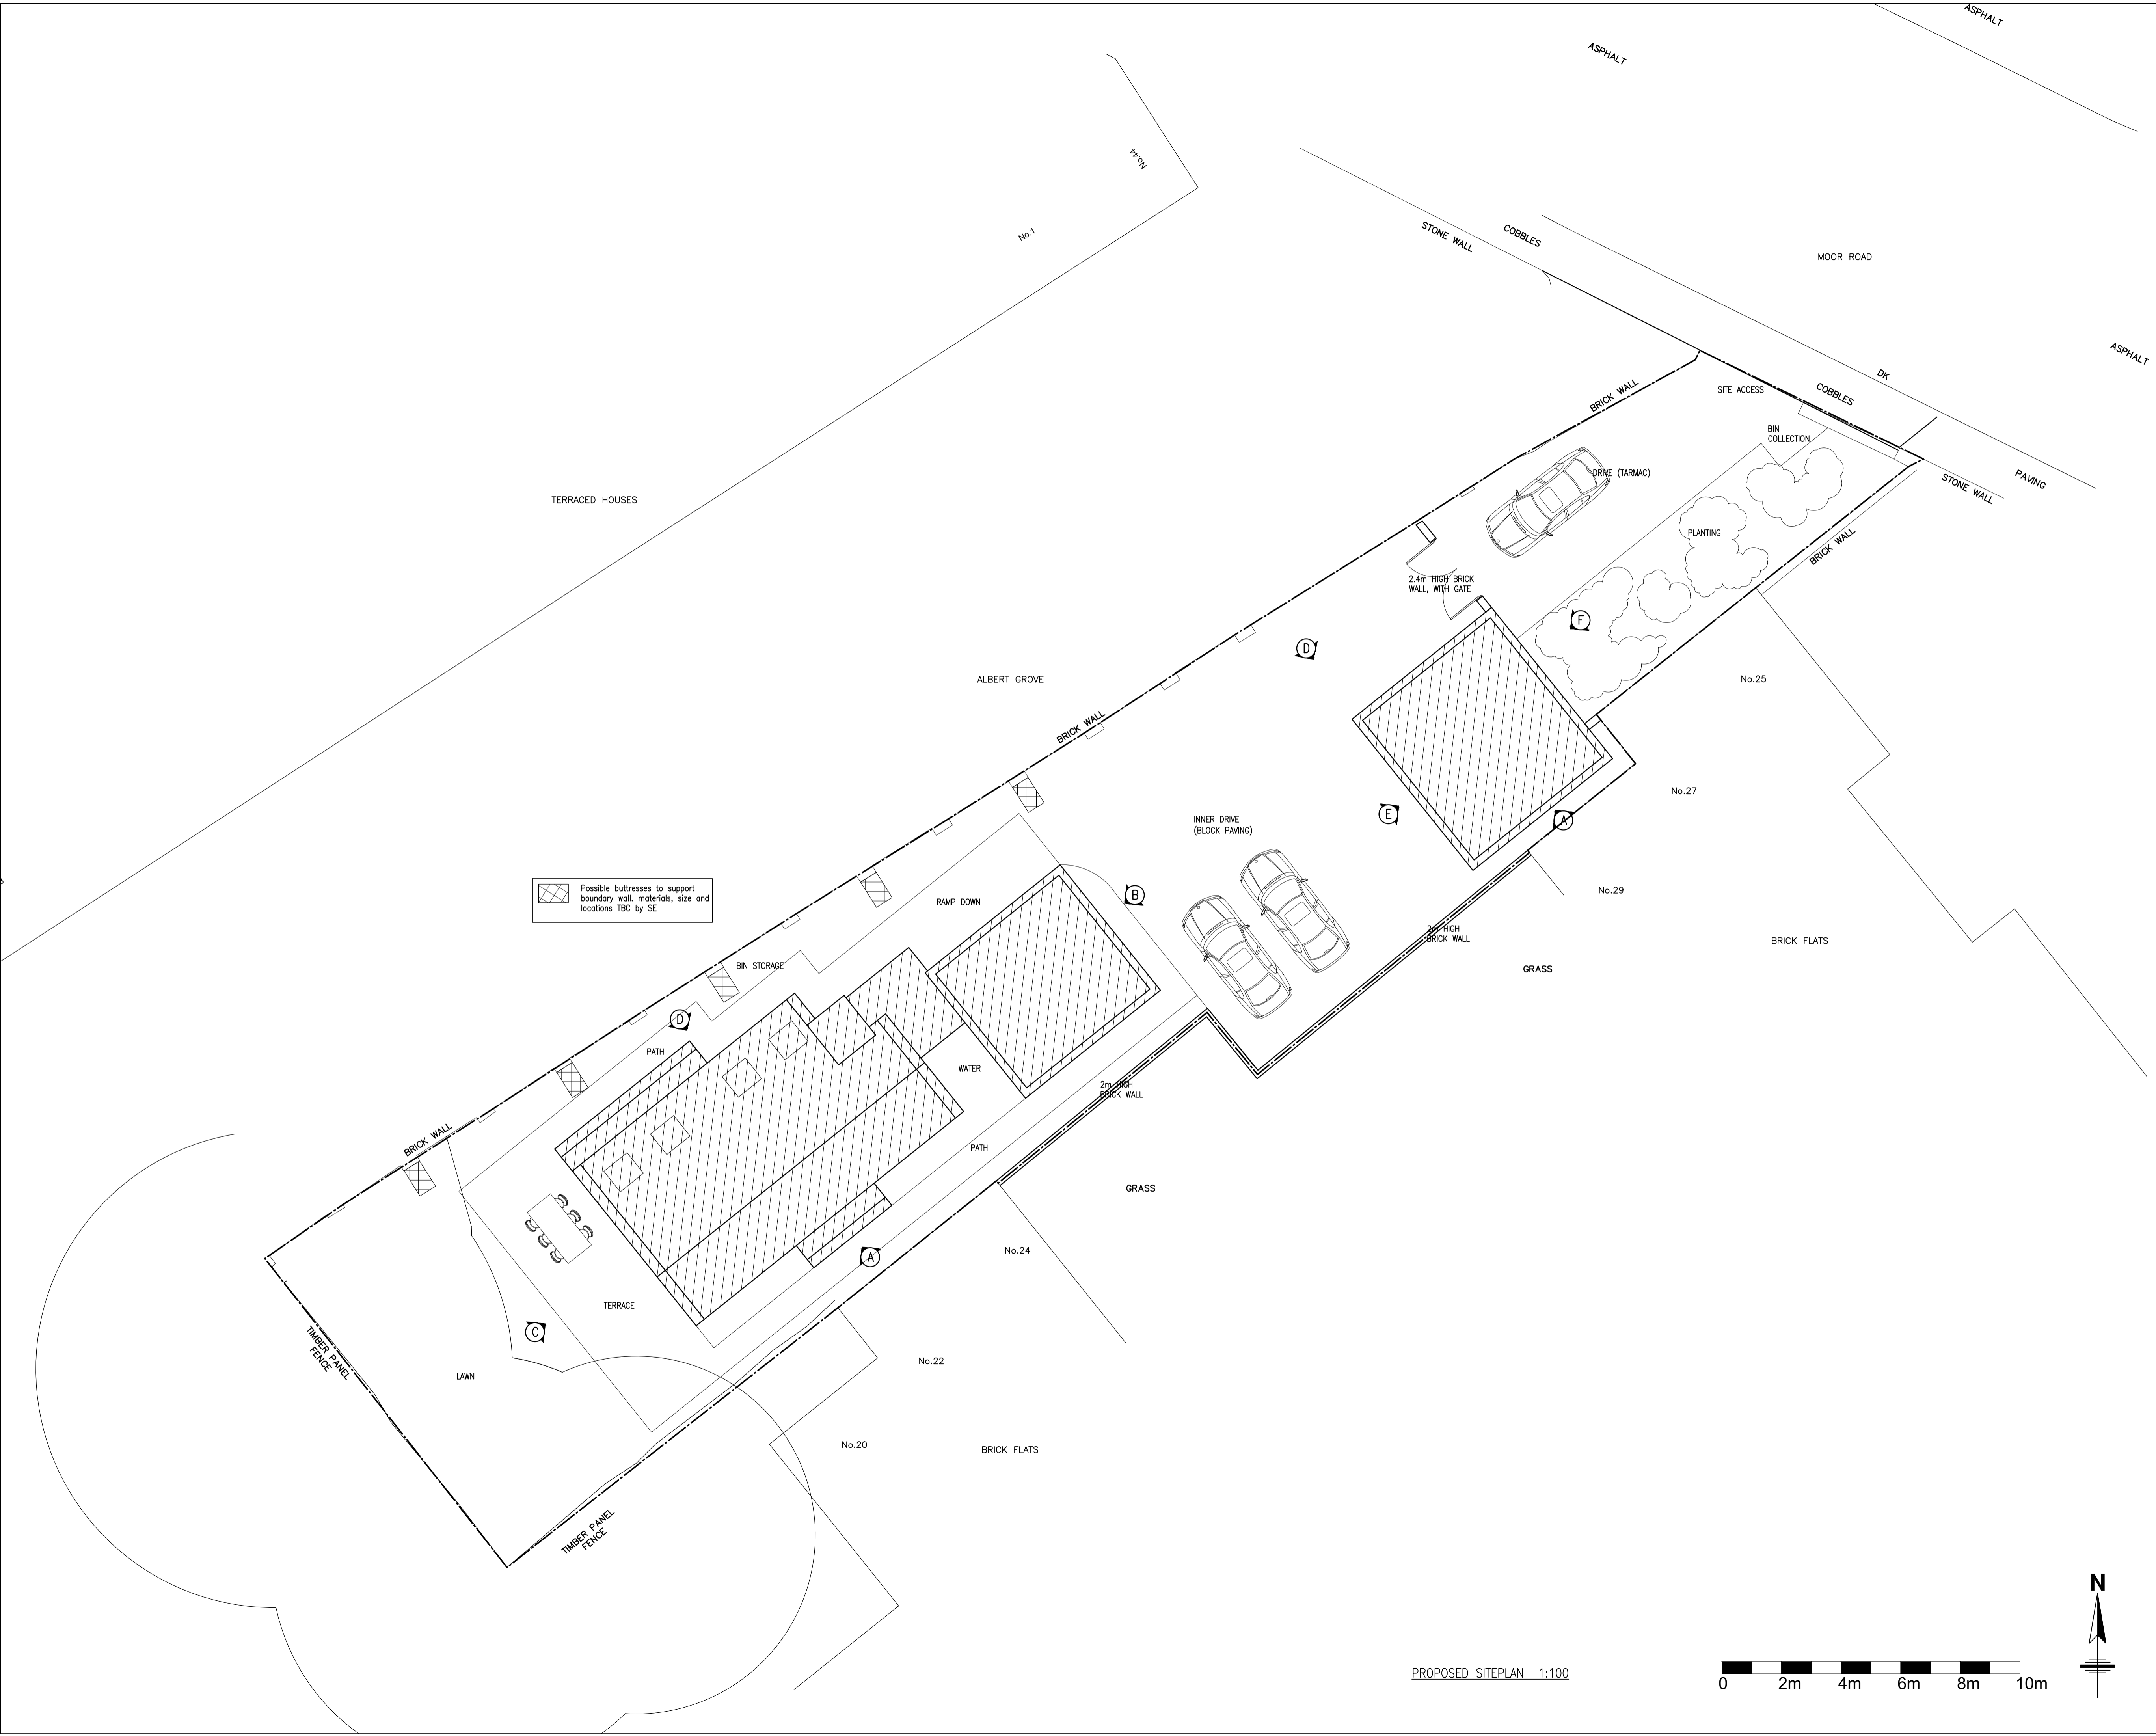 ASPHALT
ASPHALT
No.44
No.1
STONE WALL
COBBLES
MOOR ROAD
ASPHALT
DK
COBBLES
SITE ACCESS
BRICK WALL
BIN
COLLECTION
DRIVE (TARMAC)
PAVING
STONE WALL
TERRACED HOUSES
PLANTING
BRICK WALL
2.4m HIGH BRICK
WALL, WITH GATE
F
D
ALBERT GROVE
No.25
BRICK WALL
No.27
INNER DRIVE
(BLOCK PAVING)
E
A
Possible buttresses to support
boundary wall. materials, size and
locations TBC by SE
RAMP DOWN
B
No.29
2m HIGH
BRICK WALL
BRICK FLATS
BIN STORAGE
GRASS
D
PATH
WATER
2m HIGH
BRICK WALL
BRICK WALL
PATH
GRASS
A
No.24
TERRACE
C
TIMBER PANEL
FENCE
LAWN
No.22
No.20
BRICK FLATS
TIMBER PANEL
FENCE
N
PROPOSED SITEPLAN 1:100
0 2m 4m 6m 8m 10m